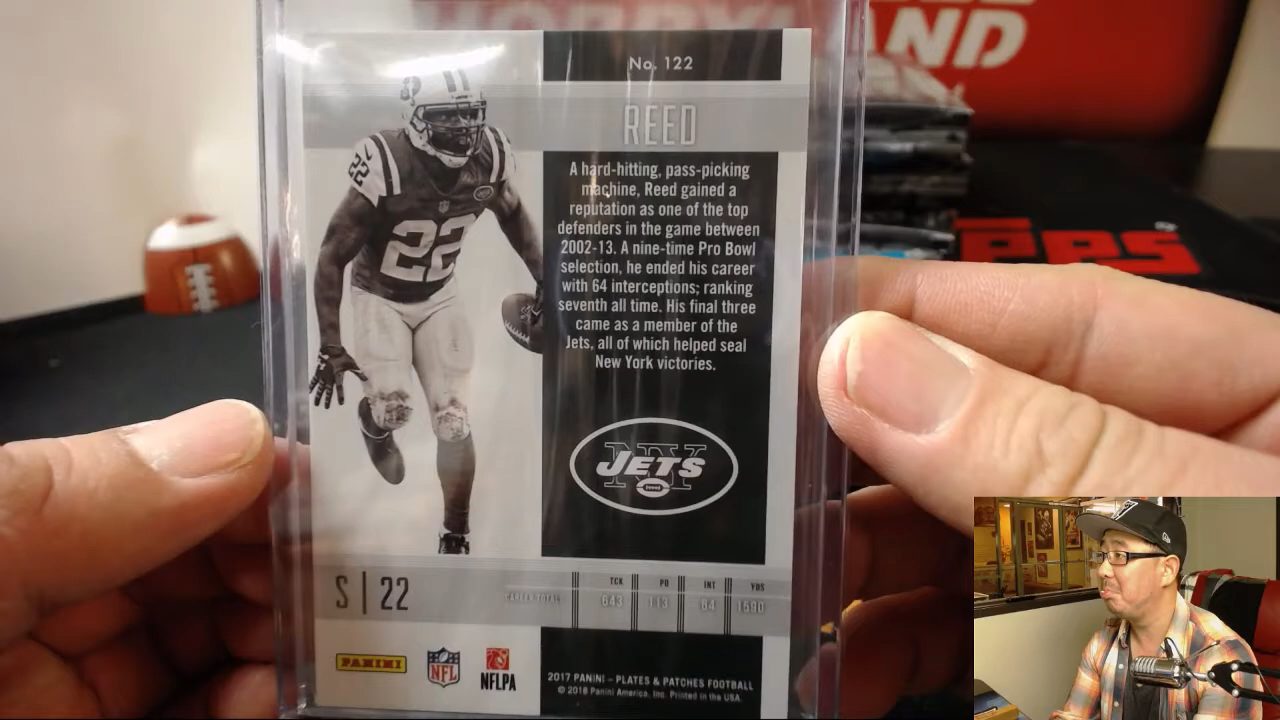 LAND
No. 122
REED
A hard-hitting, pass-picking
machine, Reed gained a
reputation as one of the top
defenders in the game between
2002-13. A nine-time Pro Bowl
selection, he ended his career
with 64 interceptions; ranking
seventh all time. His final three
came as a member of the
Jets, all of which helped seal
New York victories.
22
22
NY
JETS
S | 22
TCK PD INT YDS
CAREER TOTAL 643 113 64 1590
PANINI
NFL
NFLPA
2017 PANINI – PLATES & PATCHES FOOTBALL
© 2018 Panini America, Inc. Printed in the USA.